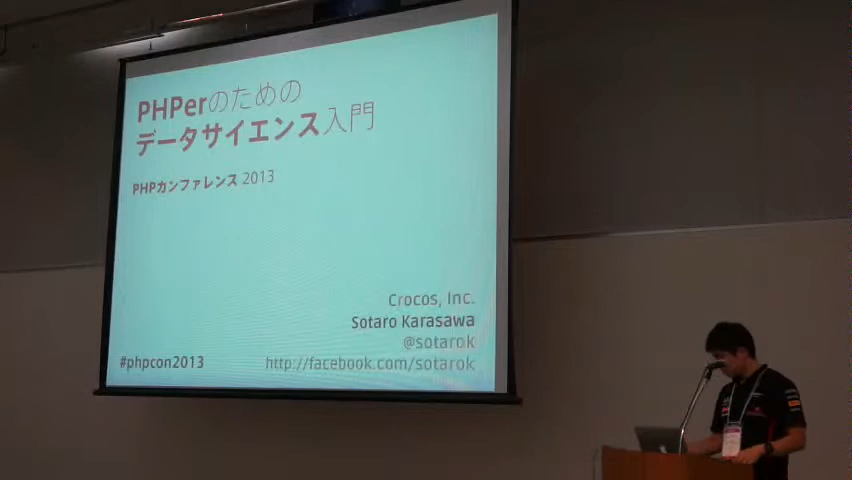 PHPerのための
データサイエンス入門
PHPカンファレンス 2013
Crocos, Inc.
Sotaro Karasawa
@sotarok
#phpcon2013
http://facebook.com/sotarok